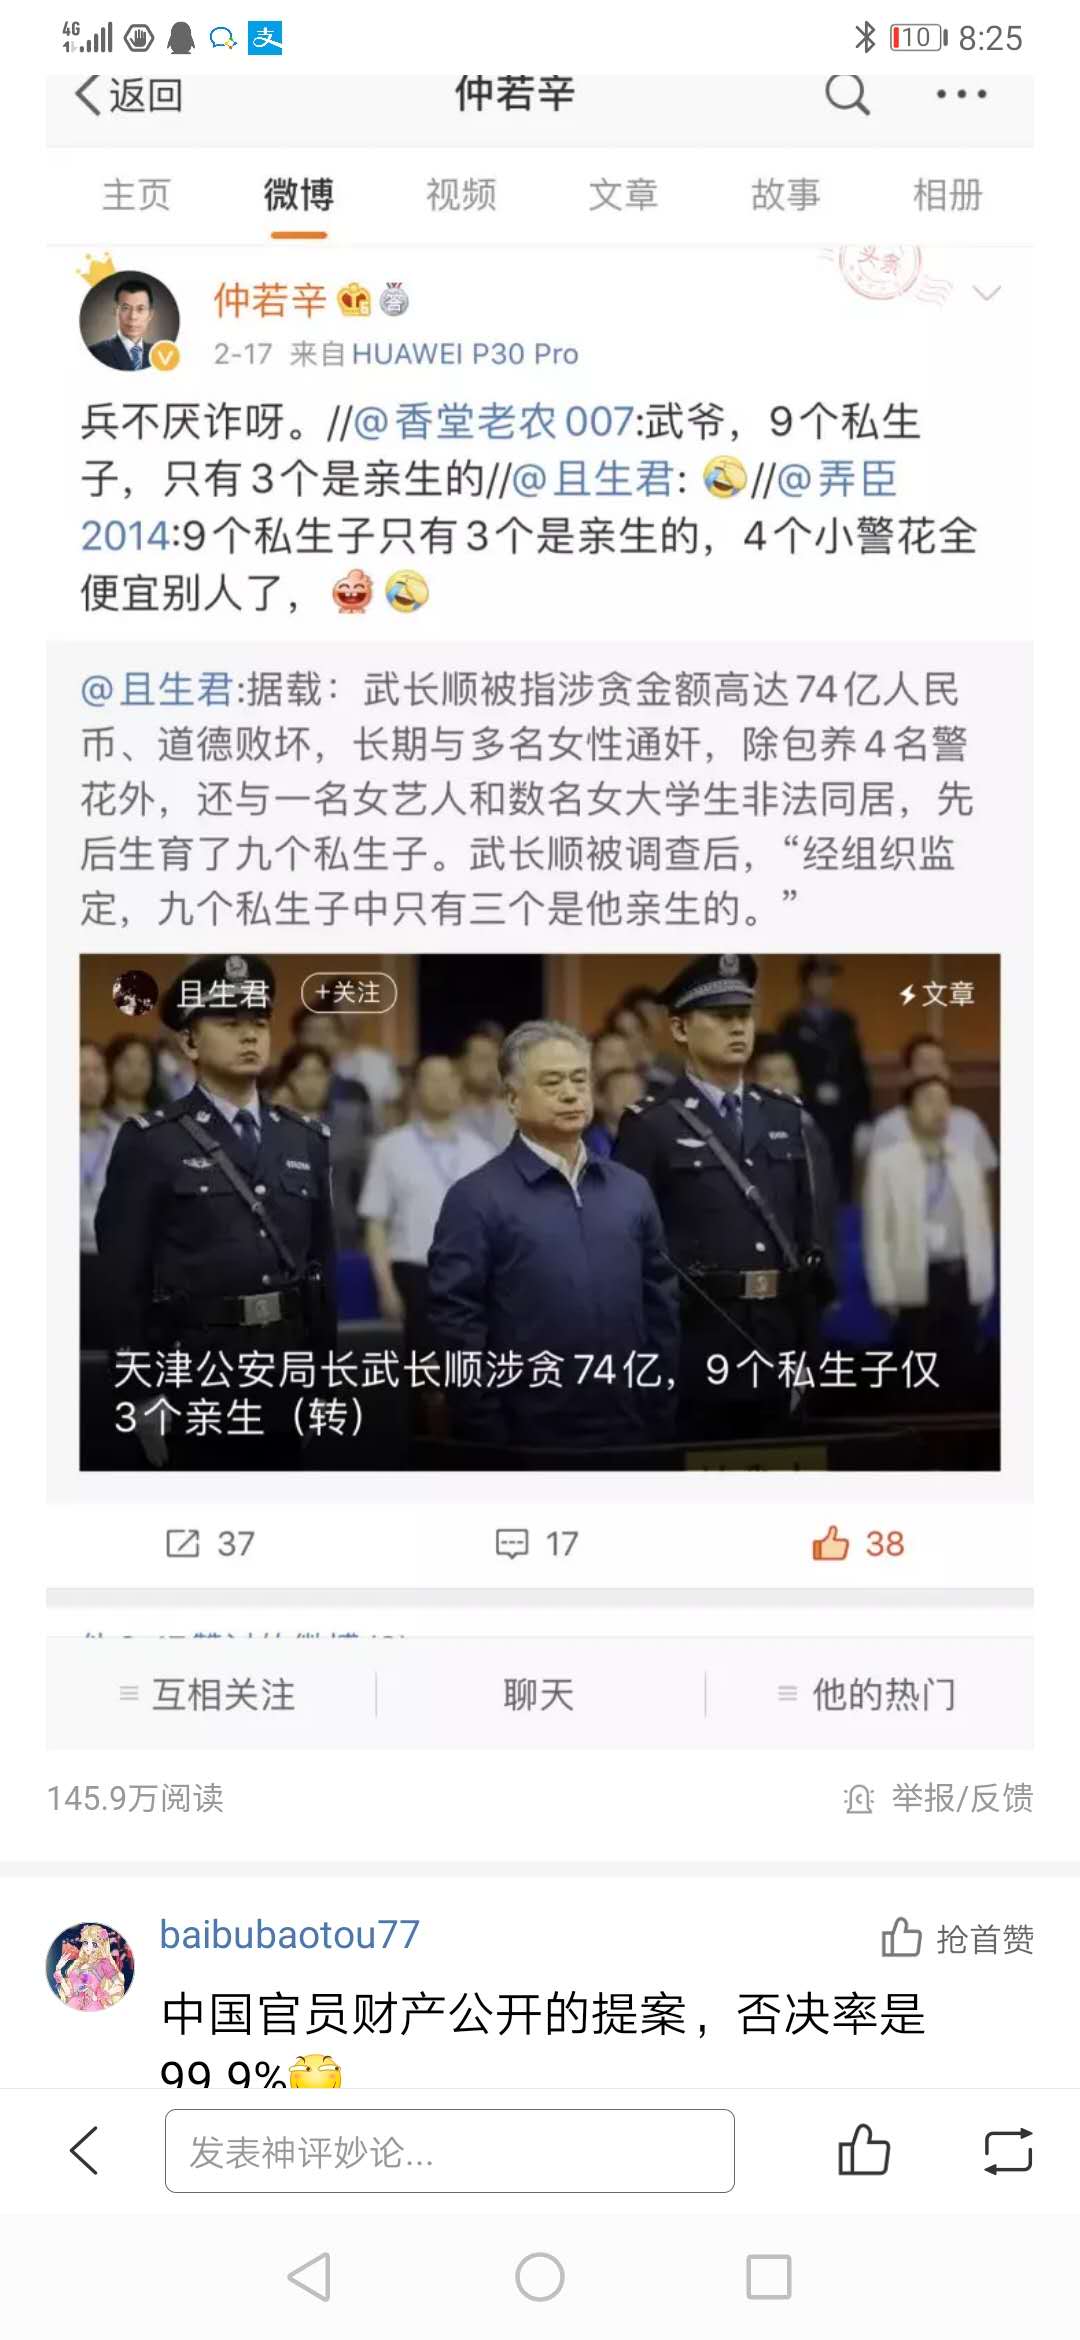 4G
10
8:25
返回
仲若辛
主页 微博 视频 文章 故事 相册
头条
仲若辛
2-17 来自HUAWEI P30 Pro
兵不厌诈呀。//@香堂老农007:武爷，9个私生
子，只有3个是亲生的//@且生君: //@弄臣
2014:9个私生子只有3个是亲生的，4个小警花全
便宜别人了，
@且生君:据载：武长顺被指涉贪金额高达74亿人民
币、道德败坏，长期与多名女性通奸，除包养4名警
花外，还与一名女艺人和数名女大学生非法同居，先
后生育了九个私生子。武长顺被调查后，“经组织监
定，九个私生子中只有三个是他亲生的。”
且生君 +关注 文章
天津公安局长武长顺涉贪74亿，9个私生子仅
3个亲生（转）
37 17 38
互相关注 聊天 他的热门
145.9万阅读 举报/反馈
baibubaotou77 抢首赞
中国官员财产公开的提案，否决率是
99.9%
发表神评妙论...